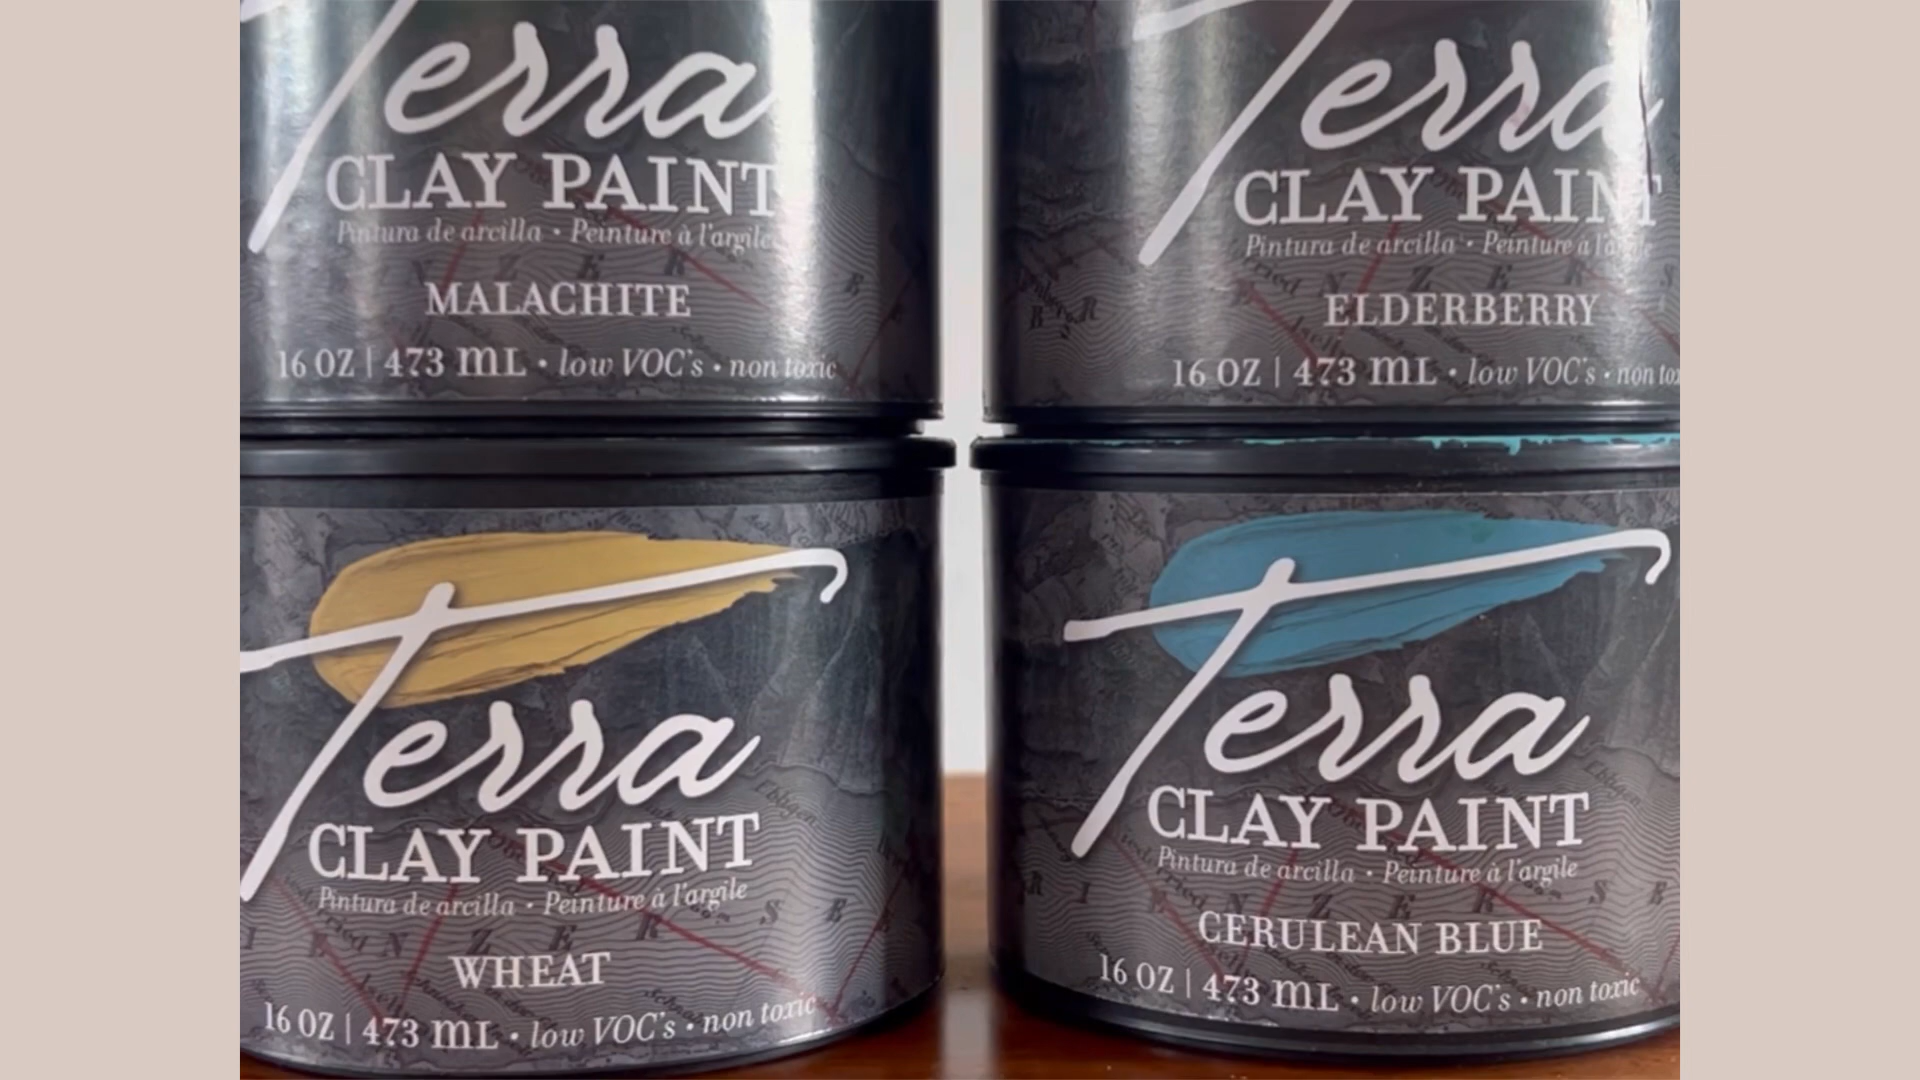 Terra
CLAY PAINT
Pintura de arcilla • Peinture à l'argile
MALACHITE
16 OZ | 473 mL • low VOC's • non toxic
Terra
CLAY PAINT
Pintura de arcilla • Peinture à l'argile
ELDERBERRY
16 OZ | 473 mL • low VOC's • non tox
Terra
CLAY PAINT
Pintura de arcilla • Peinture à l'argile
WHEAT
16 OZ | 473 mL • low VOC's • non toxic
Terra
CLAY PAINT
Pintura de arcilla • Peinture à l'argile
CERULEAN BLUE
16 OZ | 473 mL • low VOC's • non toxic